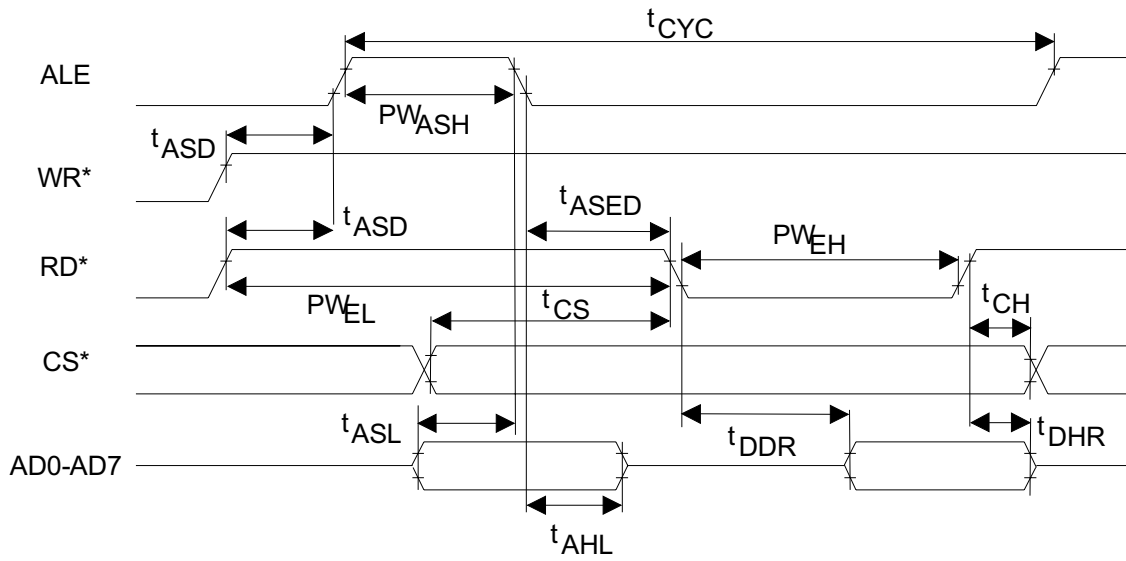 tCYC
ALE
PWASH
tASD
WR*
tASED
tASD
PWEH
RD*
tCS
PWEL
tCH
CS*
tASL
tDDR
tDHR
AD0-AD7
tAHL